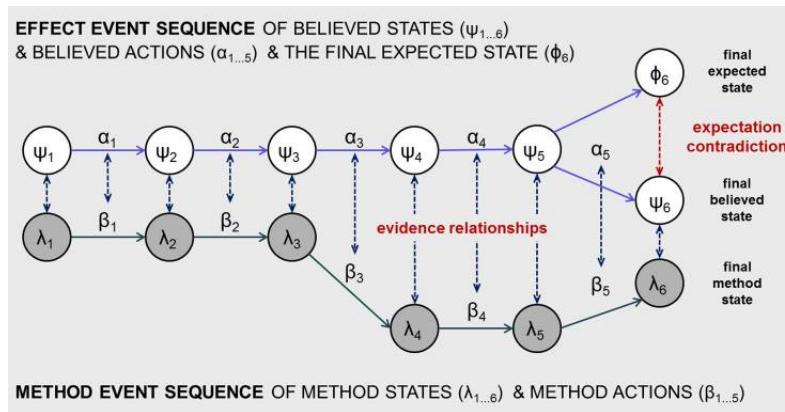 EFFECT EVENT SEQUENCE OF BELIEVED STATES (ψ₁...₆)
& BELIEVED ACTIONS (α₁...₅) & THE FINAL EXPECTED STATE (ϕ₆)
ϕ₆
final
expected
state
expectation
contradiction
ψ₁ α₁ ψ₂ α₂ ψ₃ α₃ ψ₄ α₄ ψ₅ α₅
ψ₆
final
believed
state
λ₁ β₁ λ₂ β₂ λ₃
evidence relationships
β₃ β₅
λ₆
final
method
state
λ₄ β₄ λ₅
METHOD EVENT SEQUENCE OF METHOD STATES (λ₁...₆) & METHOD ACTIONS (β₁...₅)